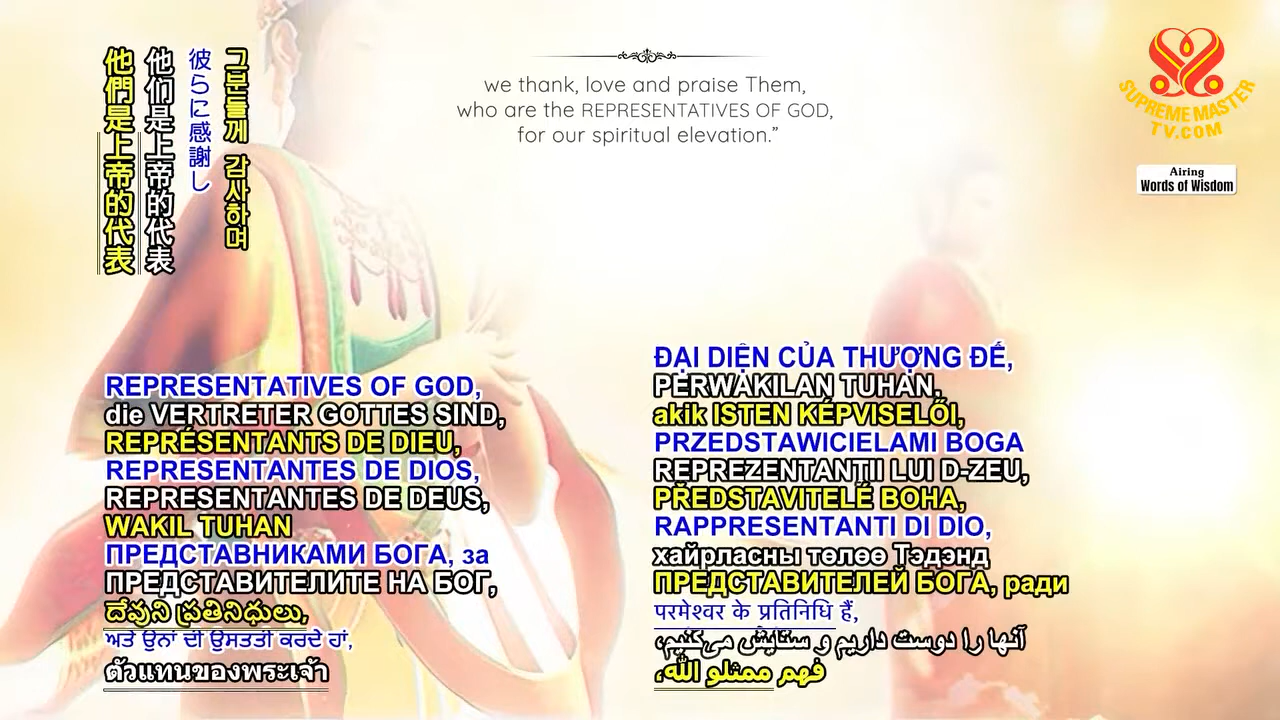 we thank, love and praise Them,
who are the REPRESENTATIVES OF GOD,
for our spiritual elevation.”
SUPREME MASTER
TV.COM
Airing
Words of Wisdom
그분들께 감사하며
彼らに感謝し
他们是上帝的代表
他們是上帝的代表
REPRESENTATIVES OF GOD,
die VERTRETER GOTTES SIND,
REPRÉSENTANTS DE DIEU,
REPRESENTANTES DE DIOS,
REPRESENTANTES DE DEUS,
WAKIL TUHAN
ПРЕДСТАВНИКАМИ БОГА, за
ПРЕДСТАВИТЕЛИТЕ НА БОГ,
దేవుని ప్రతినిధులు,
ਅਤੇ ਉਨਾਂ ਦੀ ਉਸਤਤੀ ਕਰਦੇ ਹਾਂ,
ตัวแทนของพระเจ้า
ĐẠI DIỆN CỦA THƯỢNG ĐẾ,
PERWAKILAN TUHAN,
akik ISTEN KÉPVISELŐI,
PRZEDSTAWICIELAMI BOGA
REPREZENTANȚII LUI D-ZEU,
PŘEDSTAVITELÉ BOHA,
RAPPRESENTANTI DI DIO,
хайрласны төлөө Тэдэнд
ПРЕДСТАВИТЕЛЕЙ БОГА, ради
परमेश्वर के प्रतिनिधि हैं,
آنها را دوست داریم و ستایش می‌کنیم،
فهم ممثلو الله،